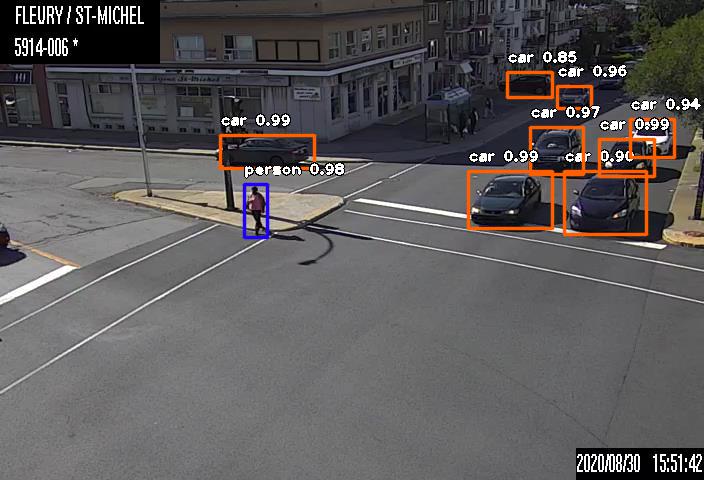 FLEURY / ST-MICHEL
5914-006 *
car 0.85
car 0.96
car 0.94
car 0.97
car 0.99
car 0.99
car 0.99
car 0.90
person 0.98
2020/08/30 15:51:42